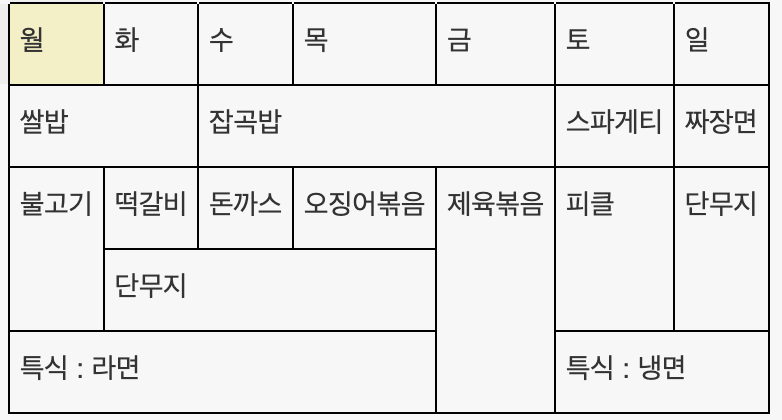 월 화 수 목 금 토 일
쌀밥 잡곡밥 스파게티 짜장면
불고기 떡갈비 돈까스 오징어볶음 제육볶음 피클 단무지
단무지
특식 : 라면 특식 : 냉면